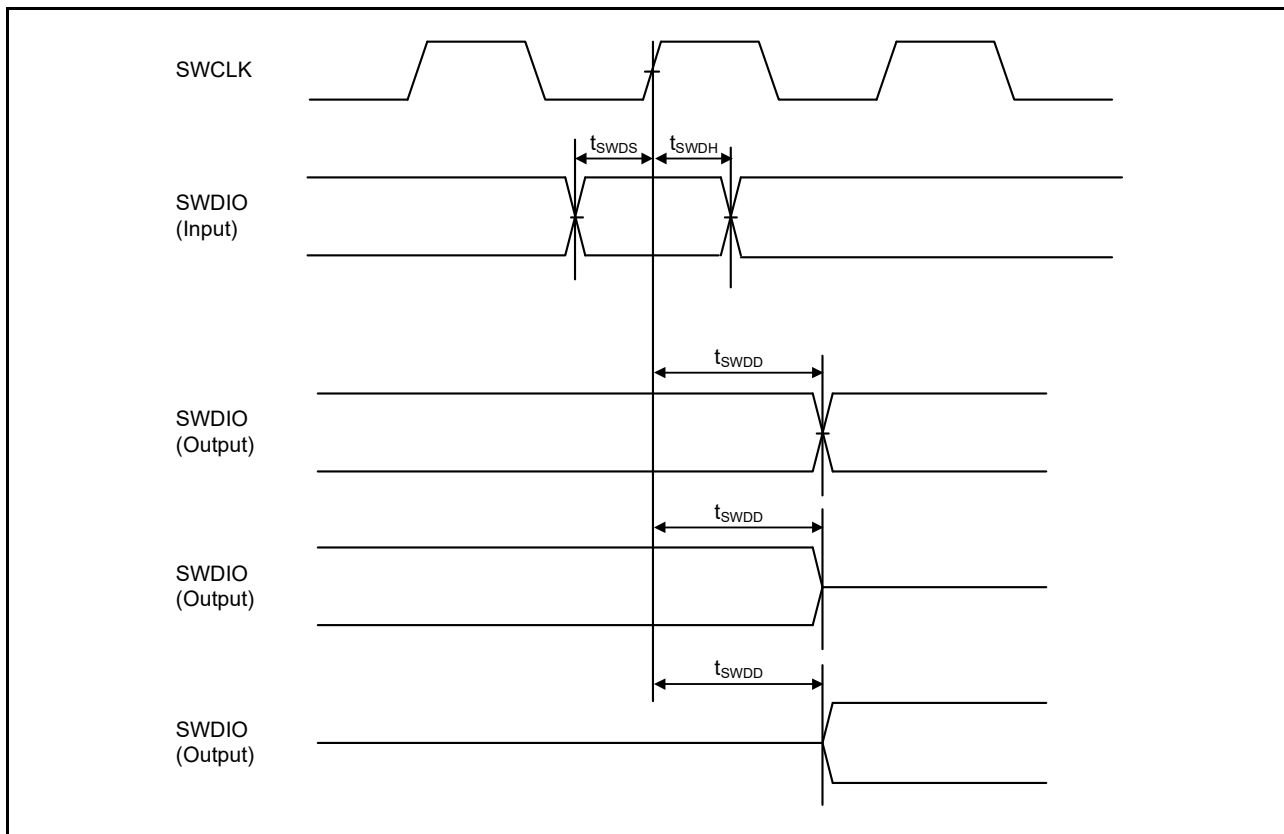 SWCLK
tSWDS
tSWDH
SWDIO
(Input)
tSWDD
SWDIO
(Output)
tSWDD
SWDIO
(Output)
tSWDD
SWDIO
(Output)